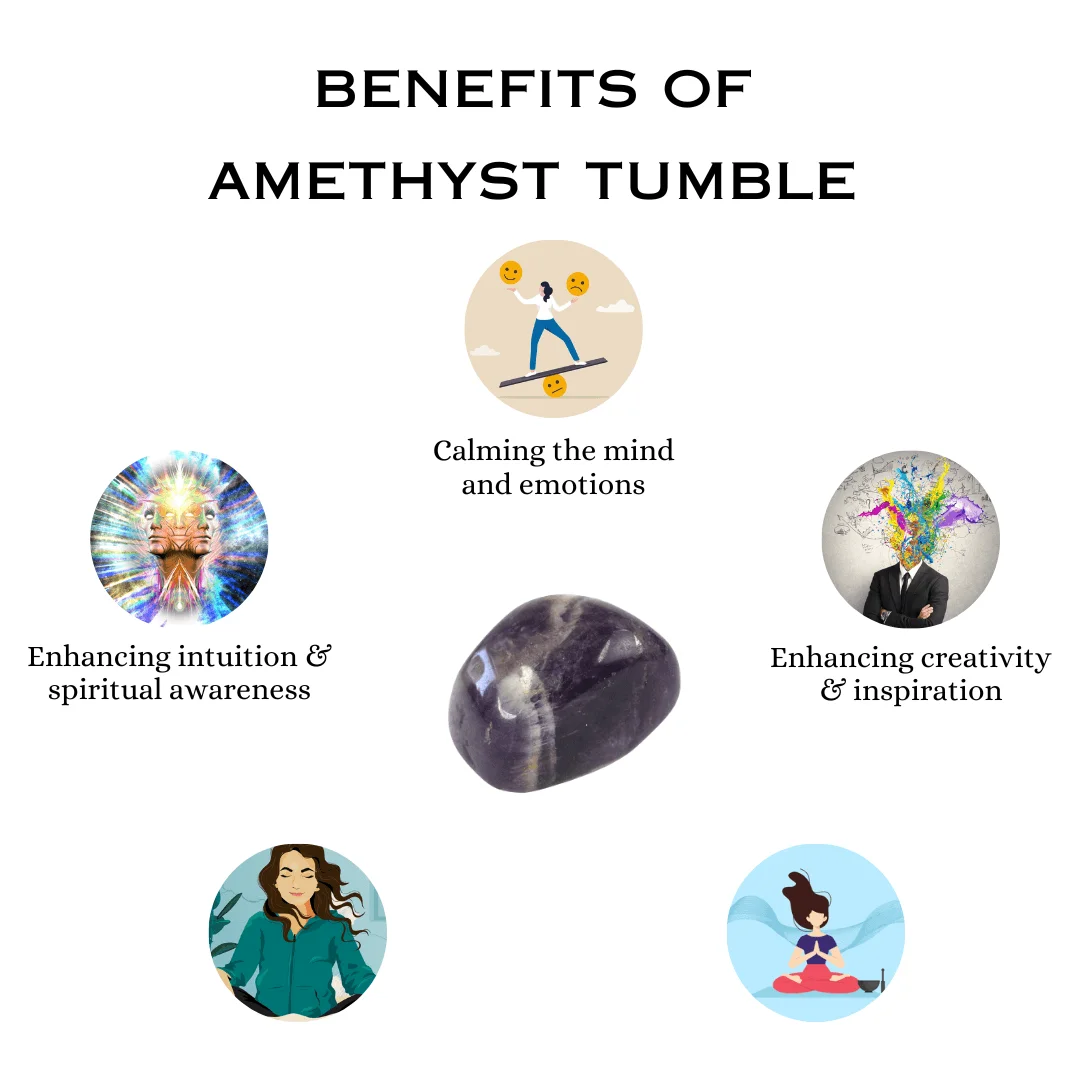 BENEFITS OF
AMETHYST TUMBLE
Calming the mind
and emotions
Enhancing intuition &
spiritual awareness
Enhancing creativity
& inspiration